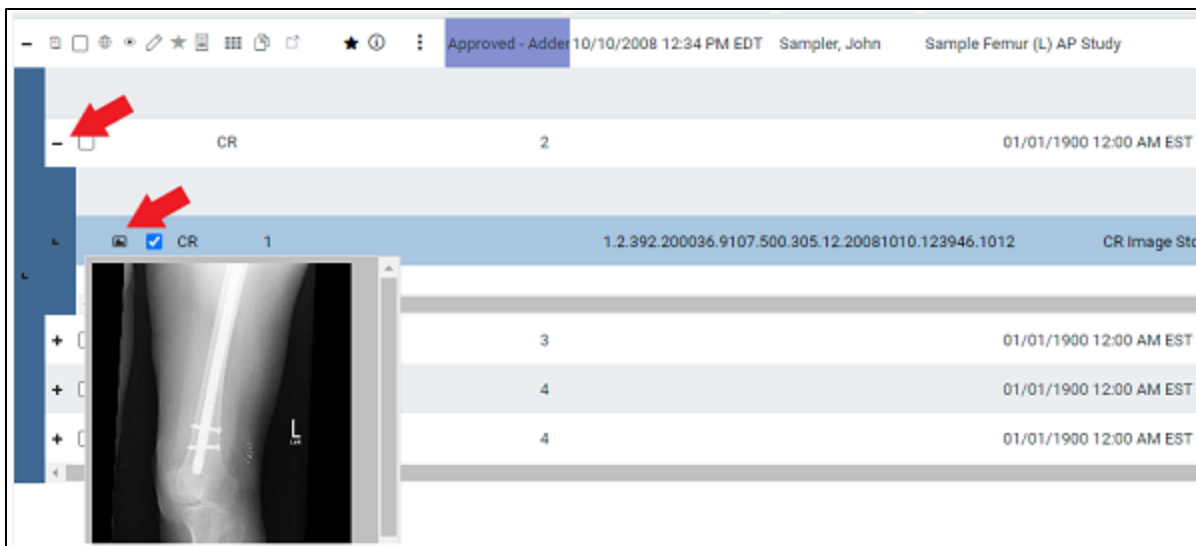 Approved - Adder 10/10/2008 12:34 PM EDT Sampler, John Sample Femur (L) AP Study
CR 2 01/01/1900 12:00 AM EST
CR 1 1.2.392.200036.9107.500.305.12.20081010.123946.1012 CR Image Sto
L
3 01/01/1900 12:00 AM EST
4 01/01/1900 12:00 AM EST
4 01/01/1900 12:00 AM EST